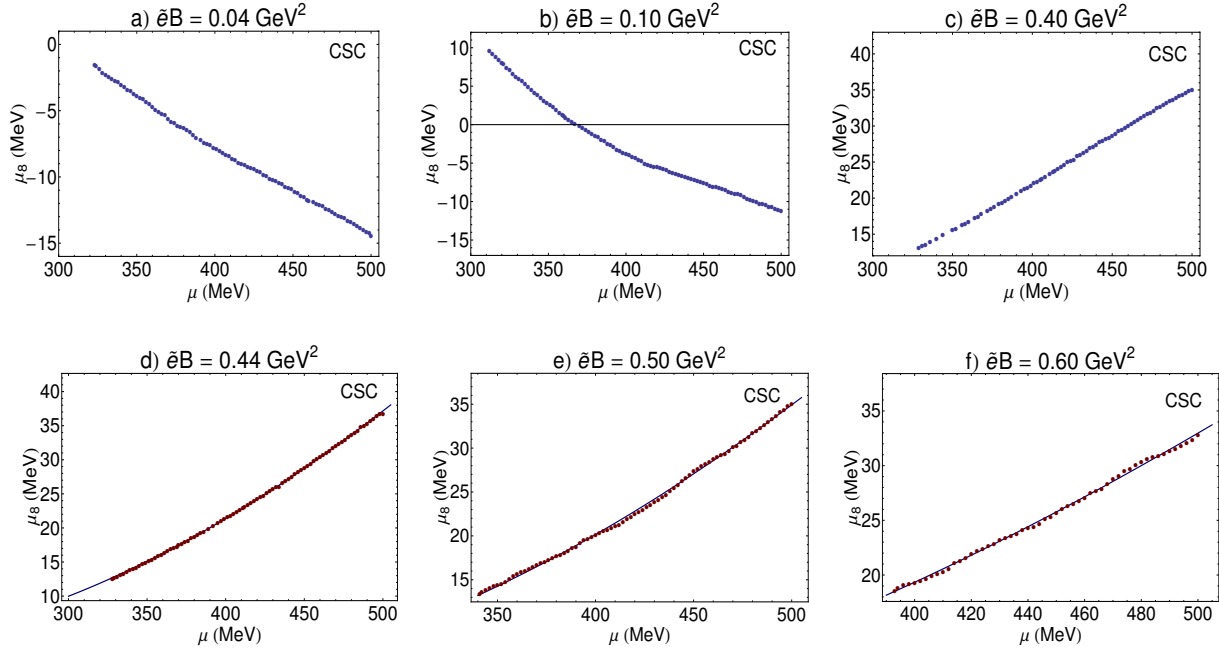 a) ẽB = 0.04 GeV²
CSC
0
−5
−10
−15
μ₈ (MeV)
300 350 400 450 500
μ (MeV)
b) ẽB = 0.10 GeV²
CSC
10
5
0
−5
−10
−15
μ₈ (MeV)
300 350 400 450 500
μ (MeV)
c) ẽB = 0.40 GeV²
CSC
40
35
30
25
20
15
μ₈ (MeV)
300 350 400 450 500
μ (MeV)
d) ẽB = 0.44 GeV²
CSC
40
35
30
25
20
15
10
μ₈ (MeV)
300 350 400 450 500
μ (MeV)
e) ẽB = 0.50 GeV²
CSC
35
30
25
20
15
μ₈ (MeV)
350 400 450 500
μ (MeV)
f) ẽB = 0.60 GeV²
CSC
35
30
25
20
μ₈ (MeV)
400 420 440 460 480 500
μ (MeV)